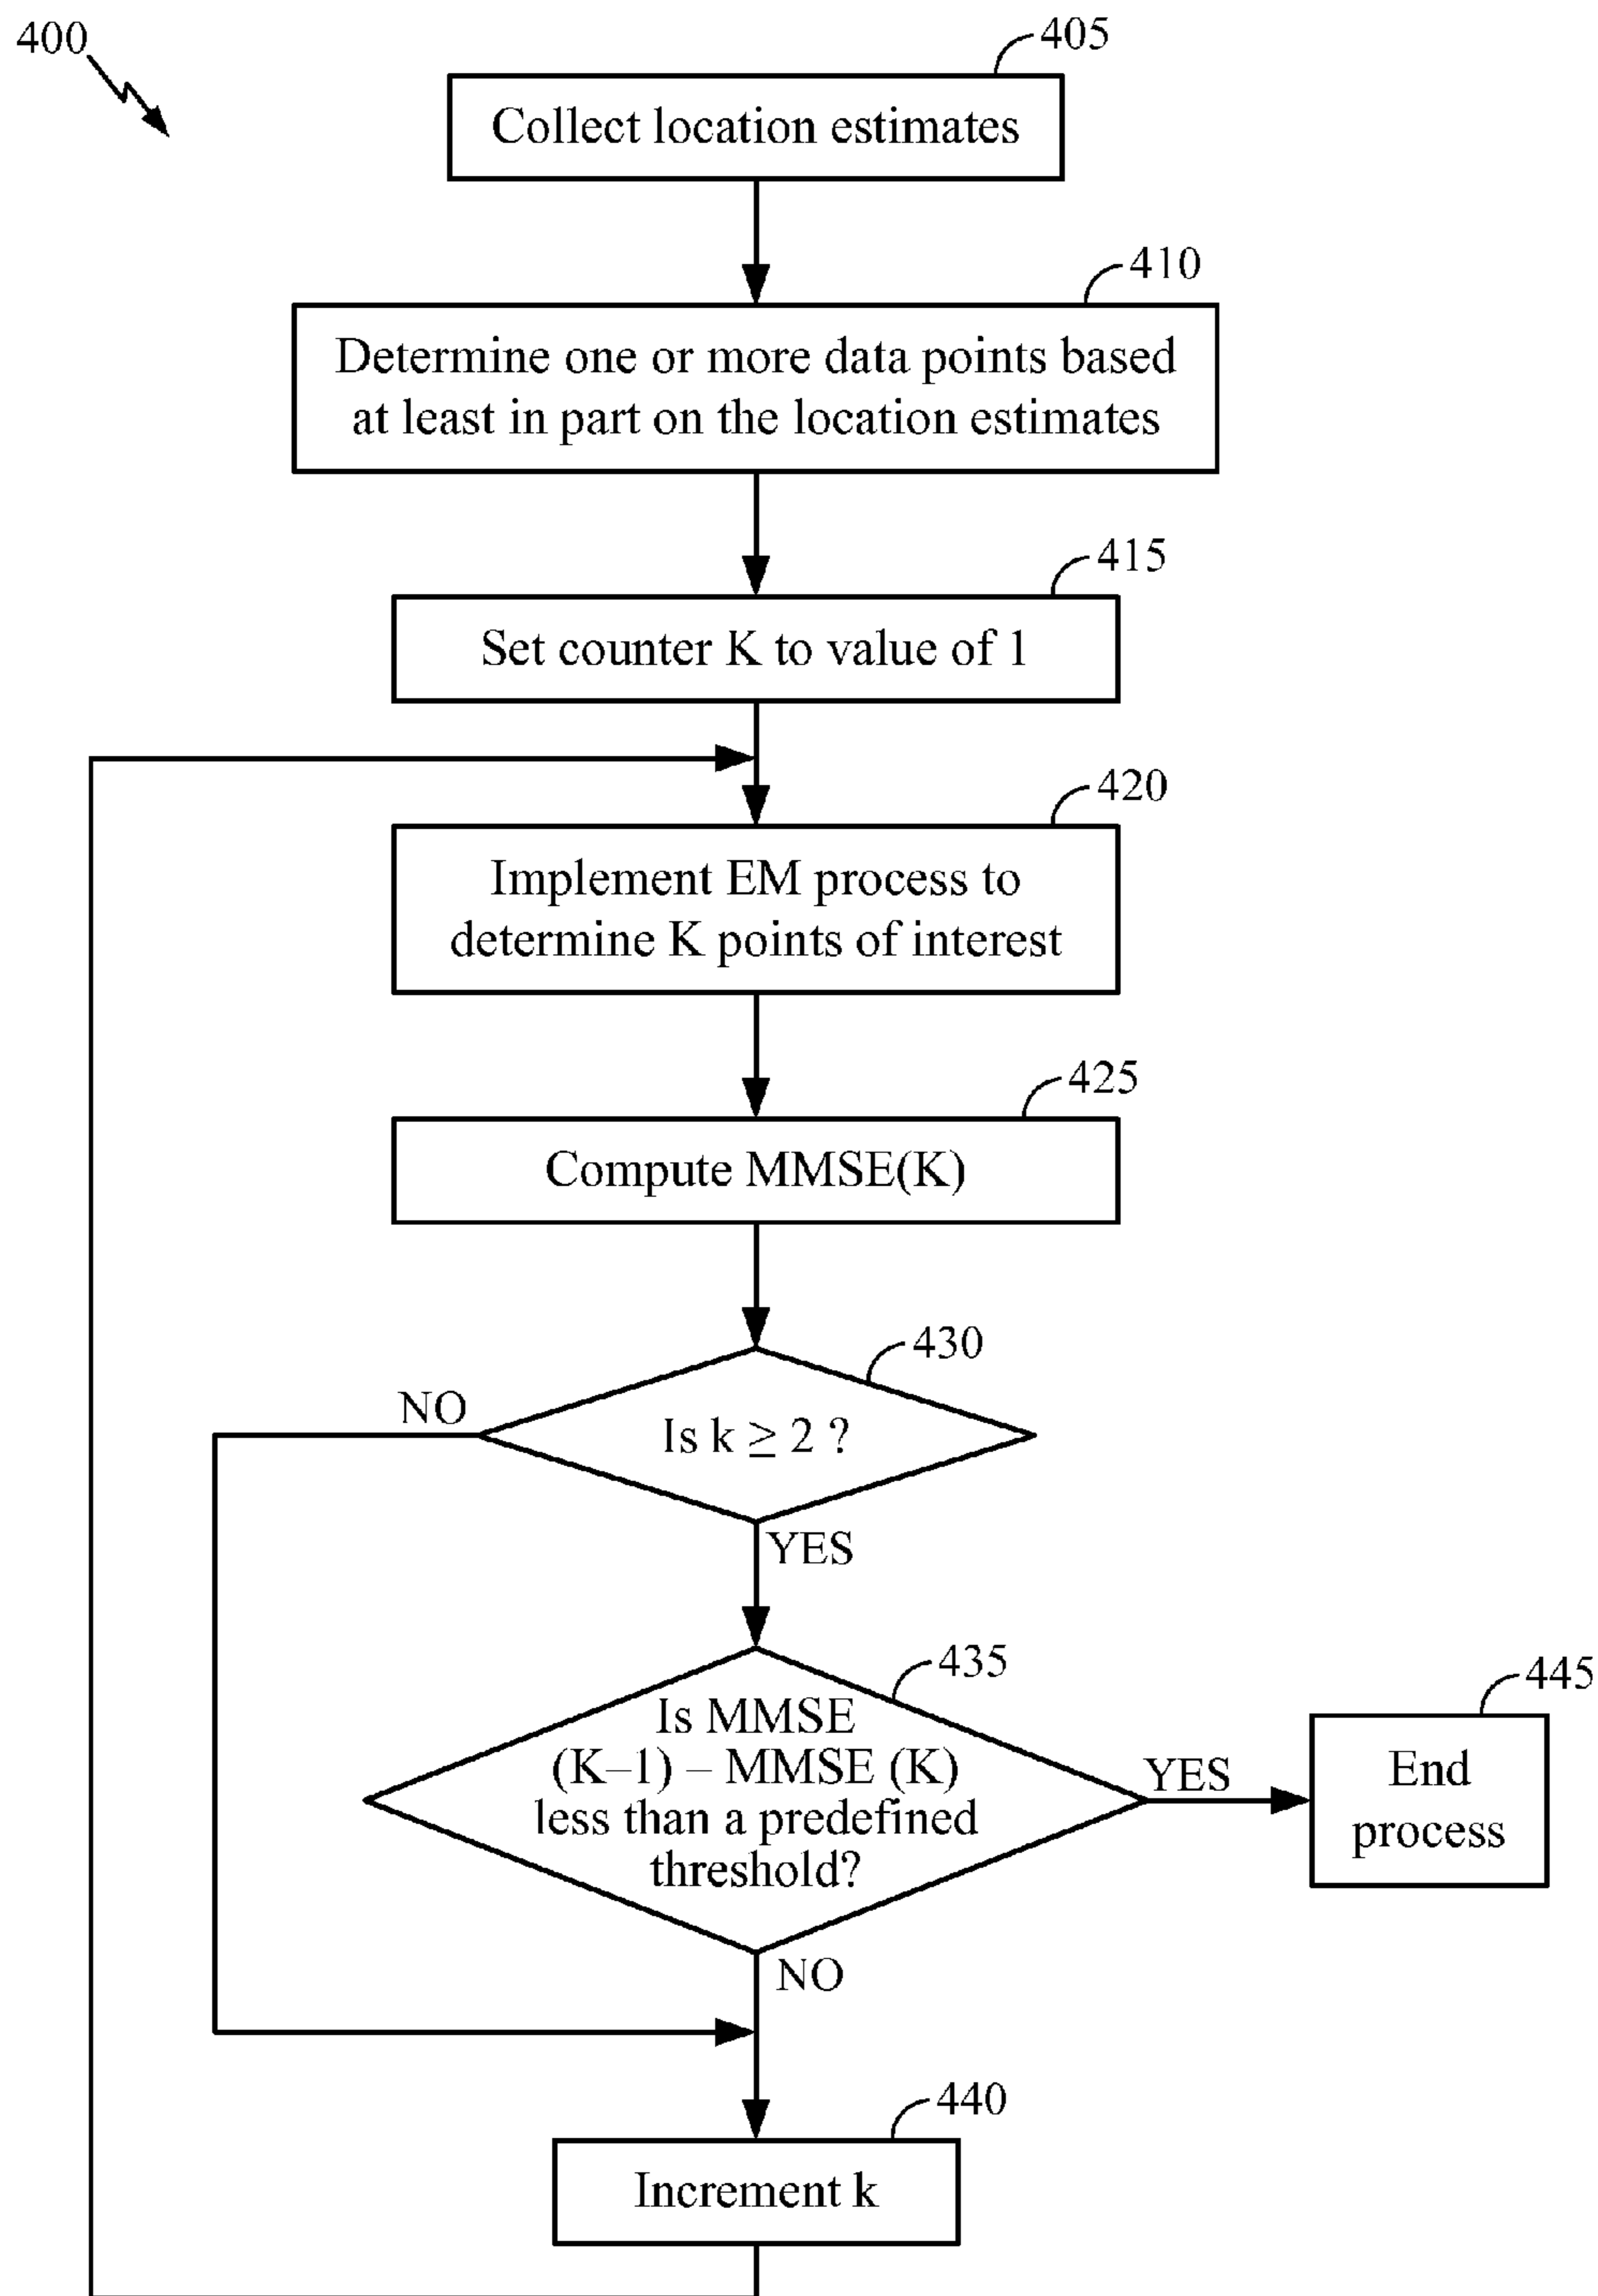 400
405
Collect location estimates
410
Determine one or more data points based
at least in part on the location estimates
415
Set counter K to value of 1
420
Implement EM process to
determine K points of interest
425
Compute MMSE(K)
430
NO
Is k ≥ 2 ?
YES
435
Is MMSE
(K–1) – MMSE (K)
less than a predefined
threshold?
YES
445
End
process
NO
440
Increment k